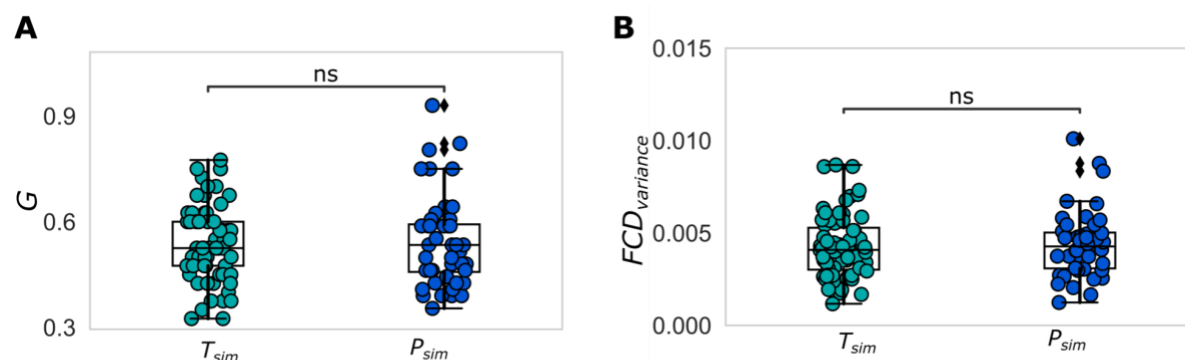 A
ns
0.9
0.6
0.3
G
T_sim
P_sim
B
0.015
ns
0.010
0.005
0.000
FCD_variance
T_sim
P_sim